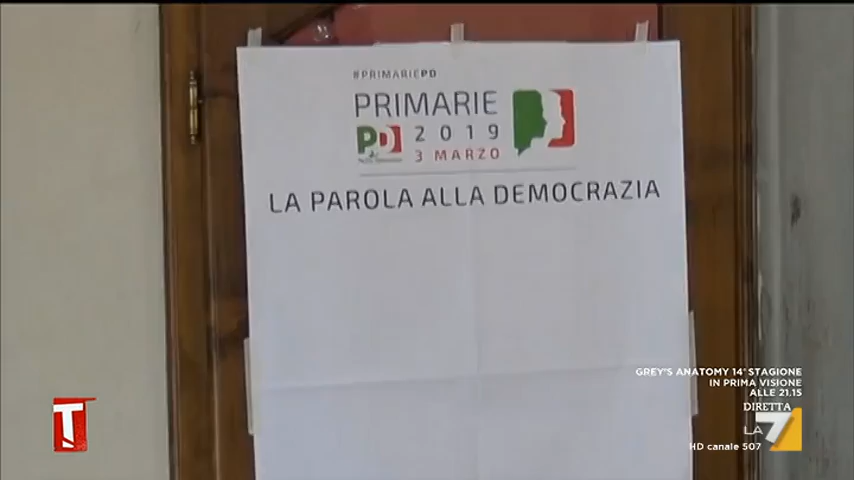 #PRIMARIEPD
PRIMARIE
PD 2019
3 MARZO
LA PAROLA ALLA DEMOCRAZIA
GREY'S ANATOMY 14ª STAGIONE
IN PRIMA VISIONE
ALLE 21.15
DIRETTA
LA7
HD canale 507
T